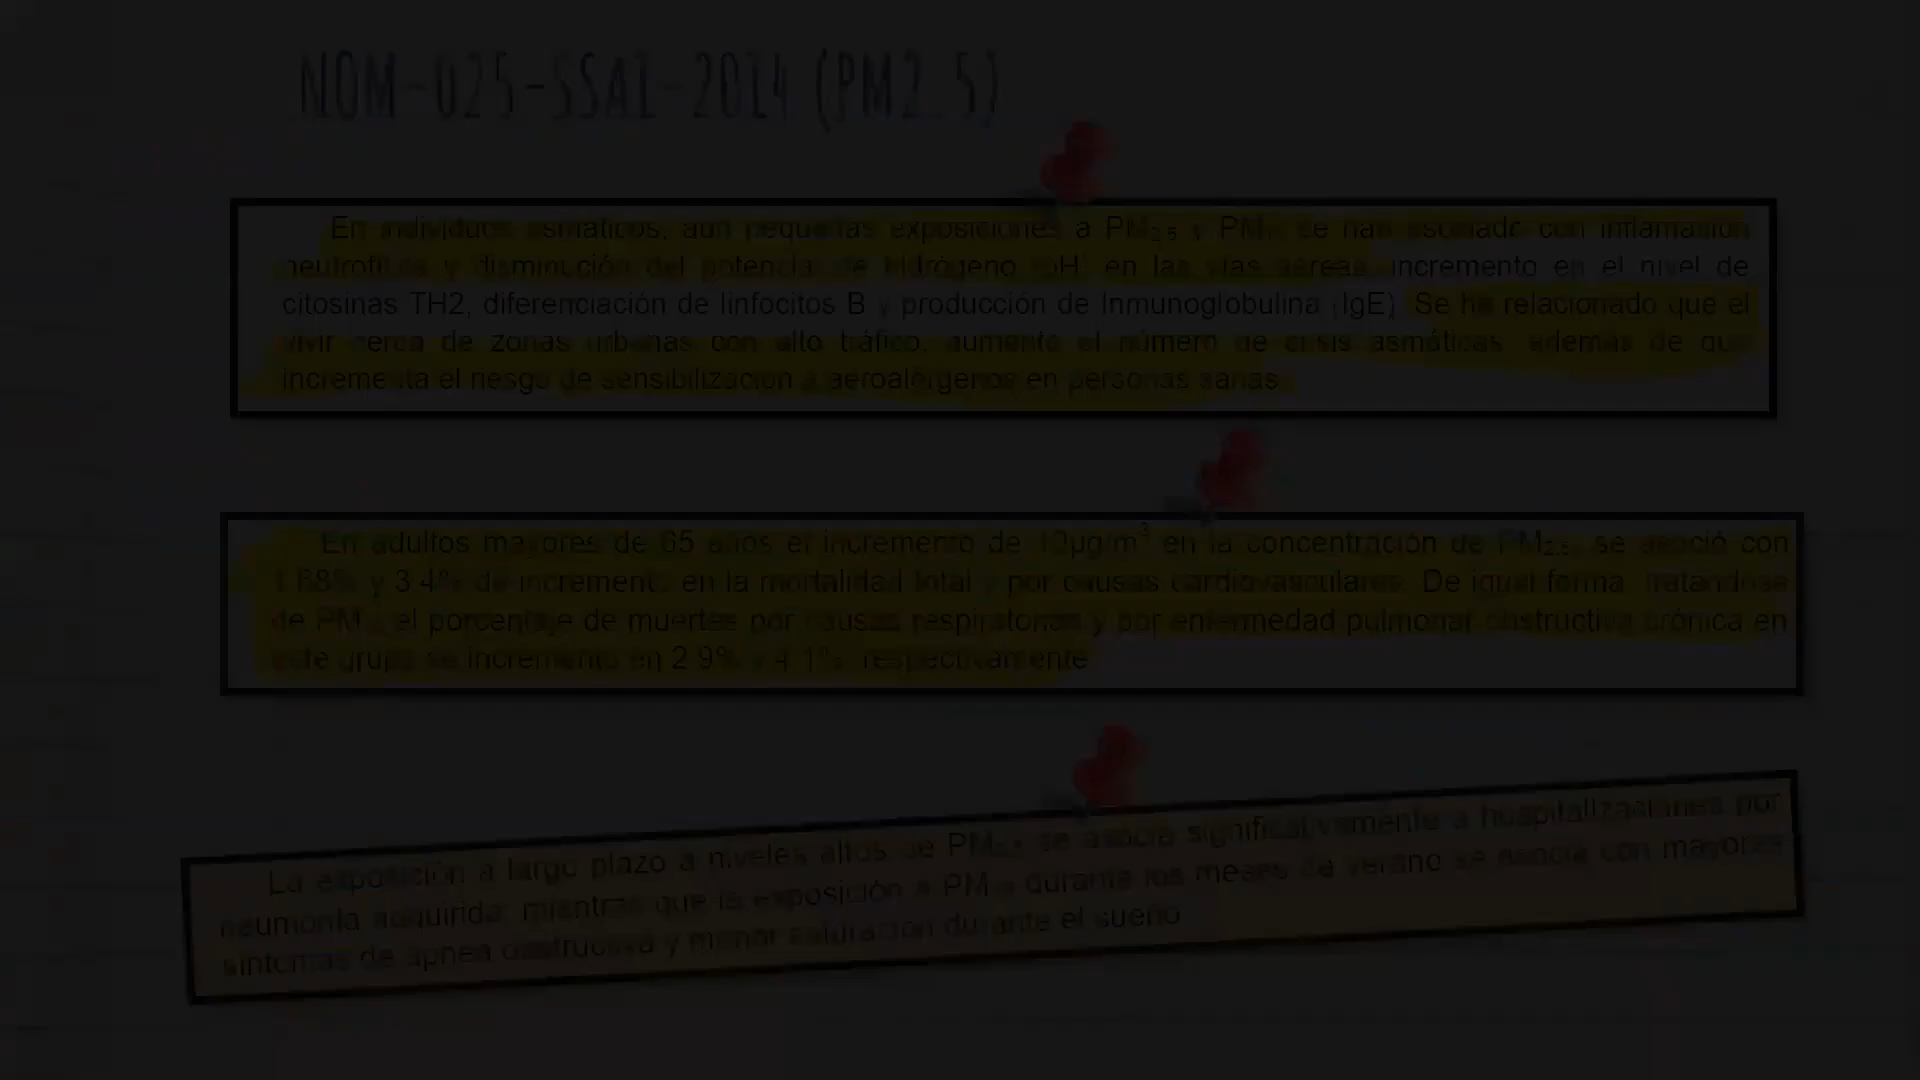 NOM-025-SSA1-2014 (PM2.5)
En individuos asmáticos, aun pequeñas exposiciones a PM2.5 y PM10 se han asociado con inflamación
neutrofílica y disminución del potencial de hidrógeno (pH) en las vías aéreas, incremento en el nivel de
citosinas TH2, diferenciación de linfocitos B y producción de Inmunoglobulina (IgE). Se ha relacionado que el
vivir cerca de zonas urbanas con alto tráfico, aumenta el número de crisis asmáticas, además de que
incrementa el riesgo de sensibilización a aeroalérgenos en personas sanas.
En adultos mayores de 65 años el incremento de 10µg/m3 en la concentración de PM2.5, se asoció con
1.68% y 3.4% de incremento en la mortalidad total y por causas cardiovasculares. De igual forma, tratándose
de PM el porcentaje de muertes por causas respiratorias y por enfermedad pulmonar obstructiva crónica en
este grupo se incrementó en 2.9% y 4.1%, respectivamente
La exposición a largo plazo a niveles altos de PM2.5 se asocia significativamente a hospitalizaciones por
neumonía adquirida, mientras que la exposición a PM durante los meses de verano se asocia con mayores
síntomas de apnea obstructiva y menor saturación durante el sueño